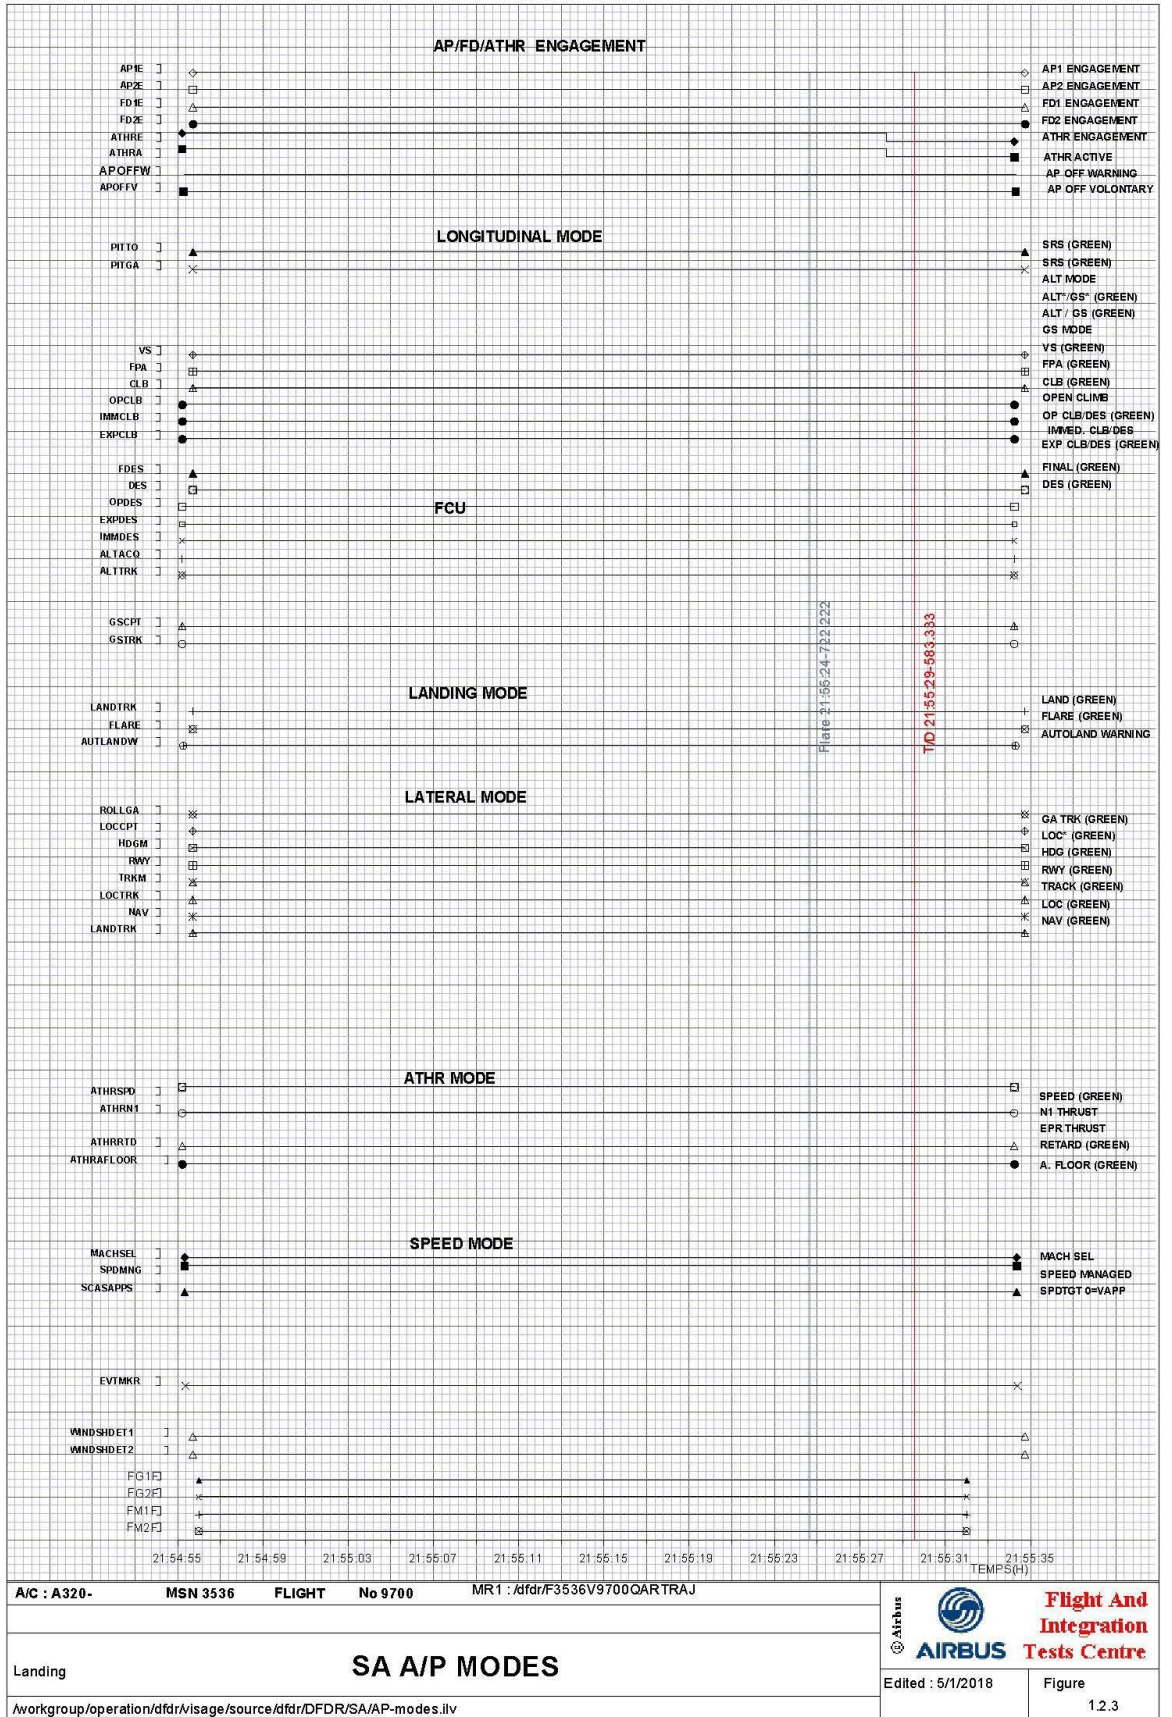 AP/FD/ATHR ENGAGEMENT
AP1E
AP1 ENGAGEMENT
AP2E
AP2 ENGAGEMENT
FD1E
FD1 ENGAGEMENT
FD2E
FD2 ENGAGEMENT
ATHRE
ATHR ENGAGEMENT
ATHRA
ATHR ACTIVE
APOFFW
AP OFF WARNING
APOFFV
AP OFF VOLONTARY
LONGITUDINAL MODE
PITTO
SRS (GREEN)
PITGA
SRS (GREEN)
ALT MODE
ALT*/GS* (GREEN)
ALT / GS (GREEN)
GS MODE
VS
VS (GREEN)
FPA
FPA (GREEN)
CLB
CLB (GREEN)
OPCLB
OPEN CLIMB
IMMCLB
OP CLB/DES (GREEN)
EXPCLB
IMMED. CLB/DES
EXP CLB/DES (GREEN)
FDES
FINAL (GREEN)
DES
DES (GREEN)
OPDES
FCU
EXPDES
IMMDES
ALTACQ
ALTTRK
GSCPT
GSTRK
Flare 21:55:24-722.222
T/D 21:55:29-583.333
LANDING MODE
LANDTRK
LAND (GREEN)
FLARE
FLARE (GREEN)
AUTLANDW
AUTOLAND WARNING
LATERAL MODE
ROLLGA
GA TRK (GREEN)
LOCCPT
LOC* (GREEN)
HDGM
HDG (GREEN)
RWY
RWY (GREEN)
TRKM
TRACK (GREEN)
LOCTRK
LOC (GREEN)
NAV
NAV (GREEN)
LANDTRK
ATHR MODE
ATHRSPD
SPEED (GREEN)
ATHRN1
N1 THRUST
EPR THRUST
ATHRRTD
RETARD (GREEN)
ATHRAFLOOR
A. FLOOR (GREEN)
SPEED MODE
MACHSEL
MACH SEL
SPDMNG
SPEED MANAGED
SCASAPPS
SPDTGT 0=VAPP
EVTMKR
WINDSHDET1
WINDSHDET2
FG1F
FG2F
FM1F
FM2F
21:54:55 21:54:59 21:55:03 21:55:07 21:55:11 21:55:15 21:55:19 21:55:23 21:55:27 21:55:31 21:55:35
TEMPS(H)
A/C : A320- MSN 3536 FLIGHT No 9700 MR1 : /dfdr/F3536V9700QARTRAJ
© Airbus
AIRBUS
Flight And
Integration
Tests Centre
Landing
SA A/P MODES
Edited : 5/1/2018
Figure
1.2.3
/workgroup/operation/dfdr/visage/source/dfdr/DFDR/SA/AP-modes.ilv